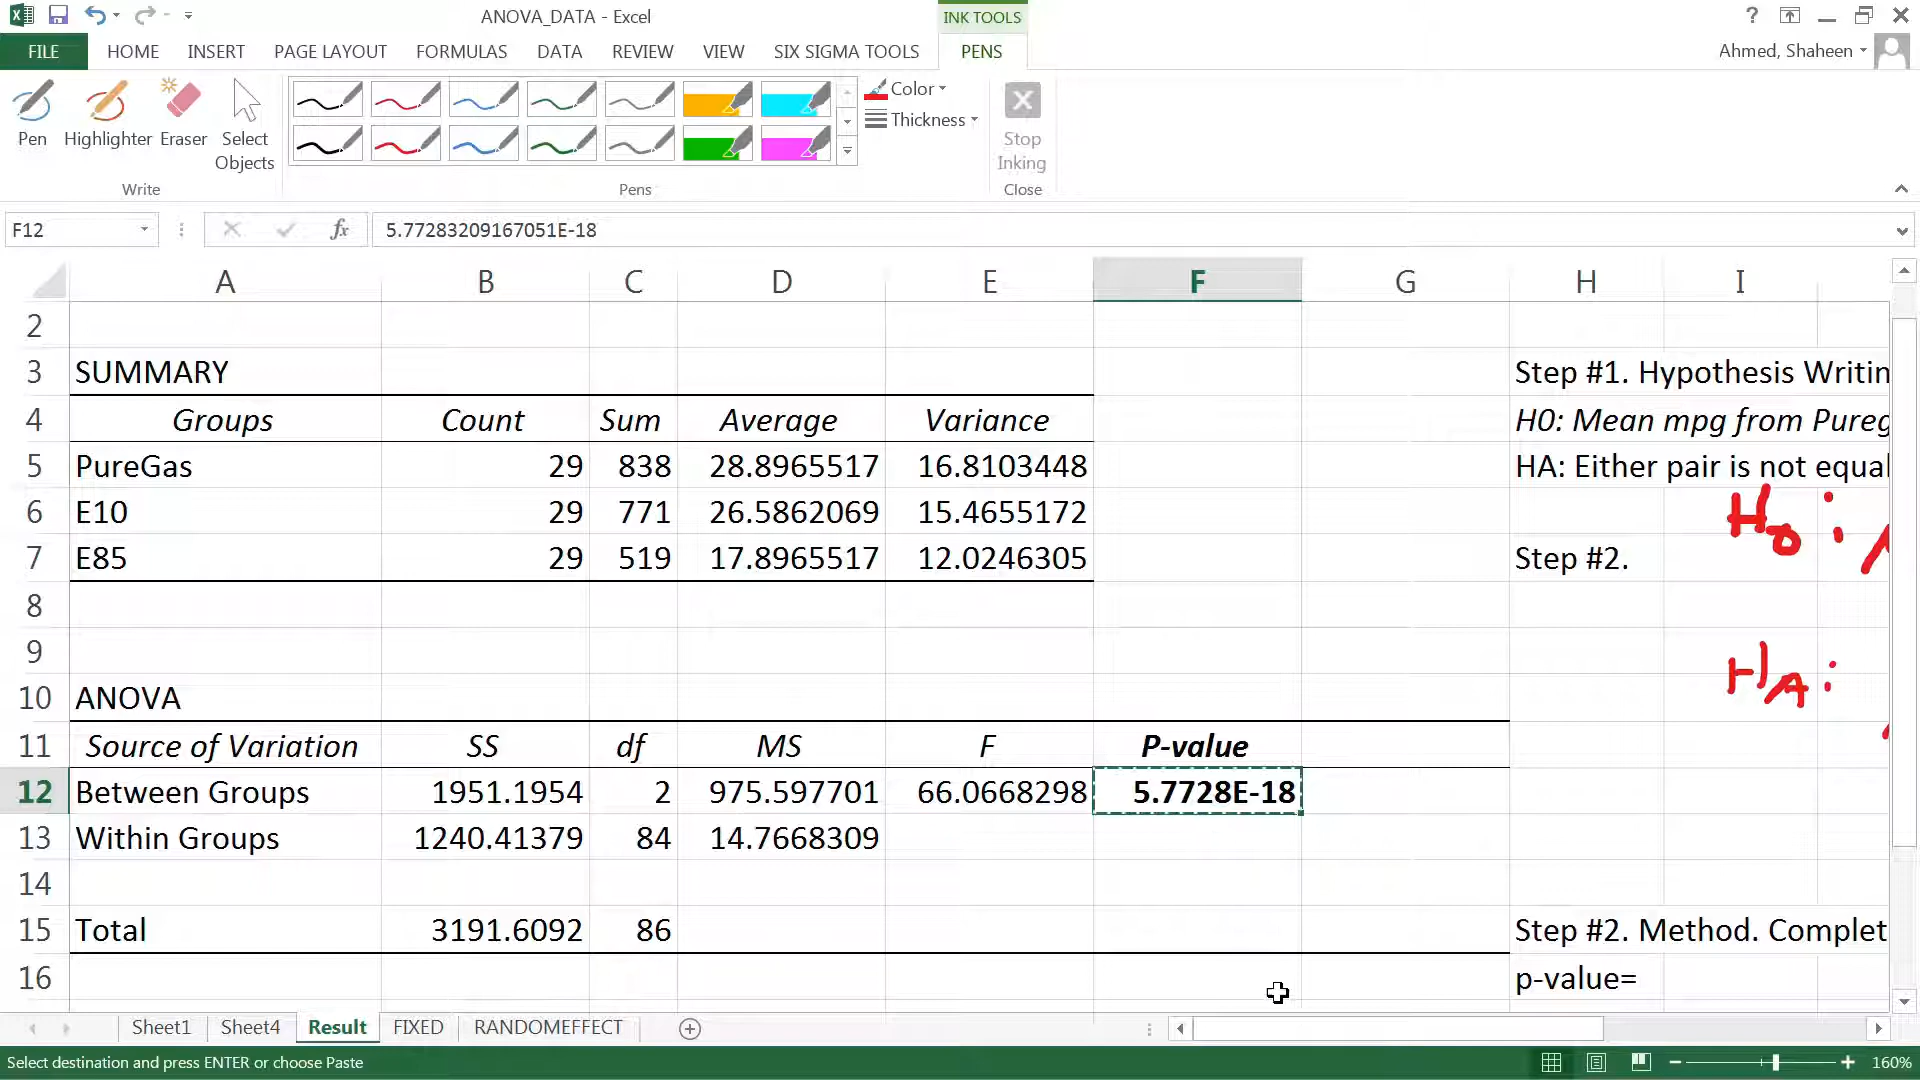 ANOVA_DATA - Excel
INK TOOLS
?
FILE HOME INSERT PAGE LAYOUT FORMULAS DATA REVIEW VIEW SIX SIGMA TOOLS PENS
Ahmed, Shaheen
Pen Highlighter Eraser Select Objects
Write
Pens
Color
Thickness
Stop Inking
Close
F12 fx 5.77283209167051E-18
A B C D E F G H I
2
3 SUMMARY Step #1. Hypothesis Writin
4 Groups Count Sum Average Variance H0: Mean mpg from Pureg
5 PureGas 29 838 28.8965517 16.8103448 HA: Either pair is not equal
6 E10 29 771 26.5862069 15.4655172
H0 :
7 E85 29 519 17.8965517 12.0246305 Step #2.
8
9
HA:
10 ANOVA
11 Source of Variation SS df MS F P-value
12 Between Groups 1951.1954 2 975.597701 66.0668298 5.7728E-18
13 Within Groups 1240.41379 84 14.7668309
14
15 Total 3191.6092 86 Step #2. Method. Complet
16 p-value=
Sheet1 Sheet4 Result FIXED RANDOMEFFECT
Select destination and press ENTER or choose Paste
160%